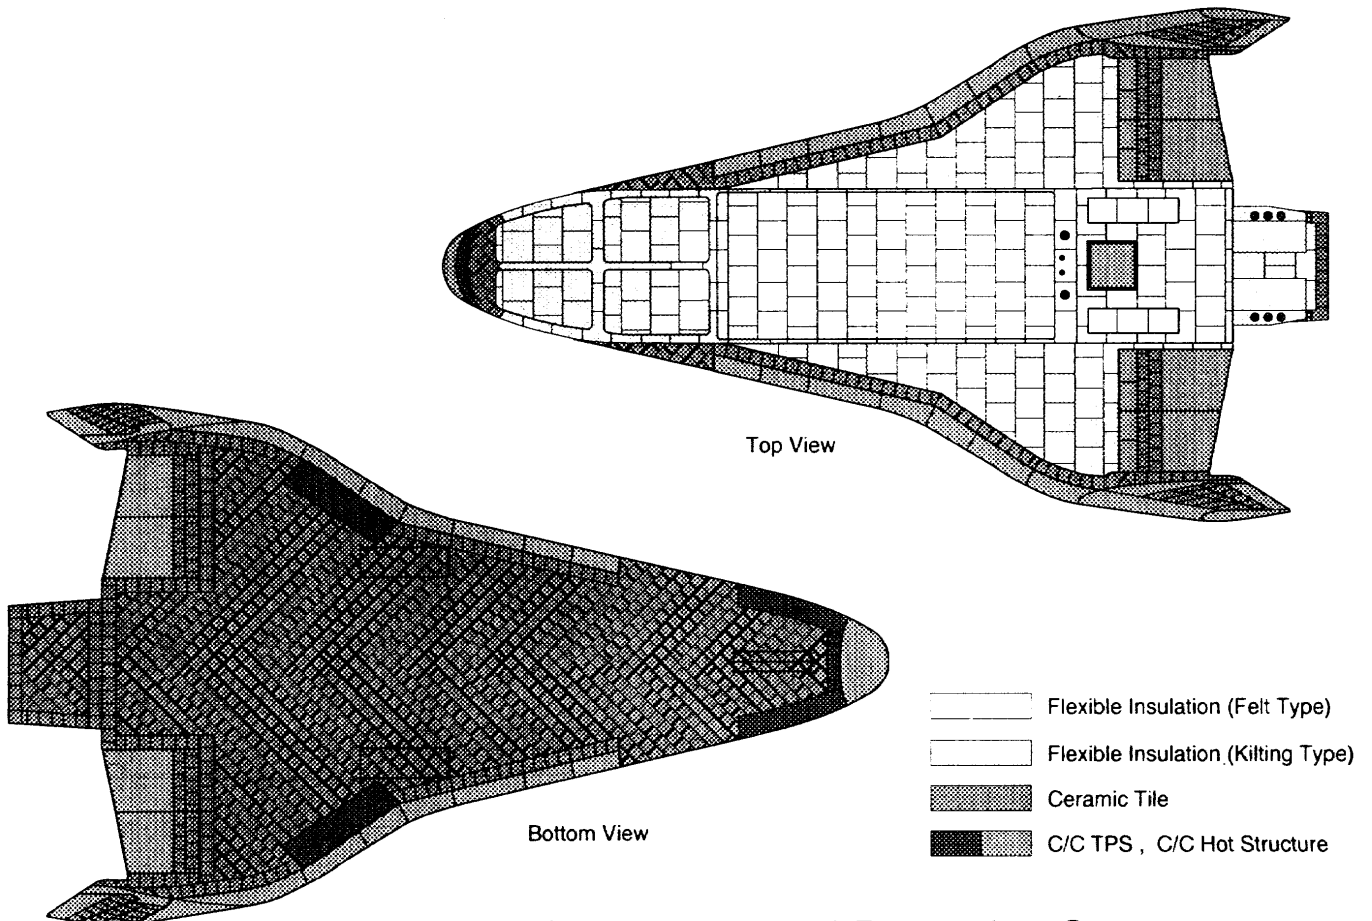 Top View
Flexible Insulation (Felt Type)
Flexible Insulation (Kilting Type)
Ceramic Tile
C/C TPS , C/C Hot Structure
Bottom View